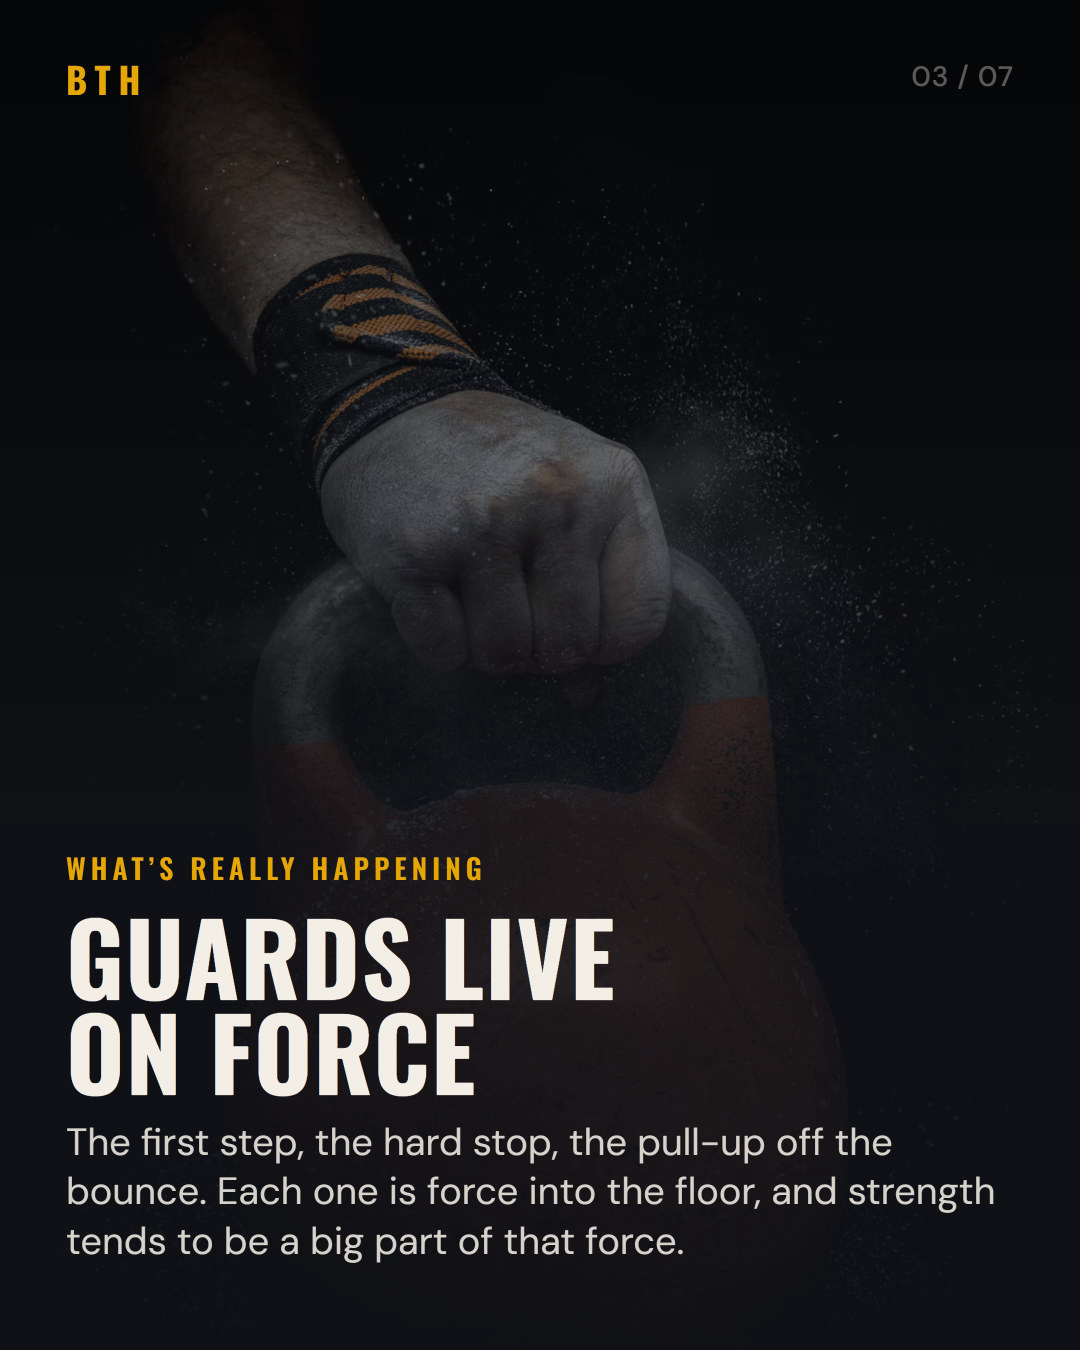 BTH
03 / 07
WHAT’S REALLY HAPPENING
GUARDS LIVE
ON FORCE
The first step, the hard stop, the pull-up off the
bounce. Each one is force into the floor, and strength
tends to be a big part of that force.